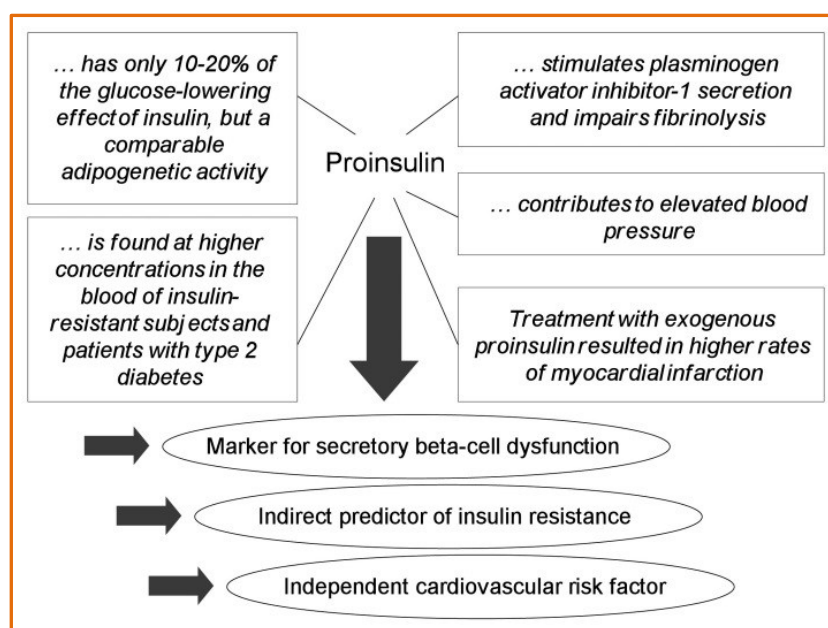 … has only 10-20% of
the glucose-lowering
effect of insulin, but a
comparable
adipogenetic activity
… stimulates plasminogen
activator inhibitor-1 secretion
and impairs fibrinolysis
Proinsulin
… contributes to elevated blood
pressure
… is found at higher
concentrations in the
blood of insulin-
resistant subjects and
patients with type 2
diabetes
Treatment with exogenous
proinsulin resulted in higher rates
of myocardial infarction
Marker for secretory beta-cell dysfunction
Indirect predictor of insulin resistance
Independent cardiovascular risk factor